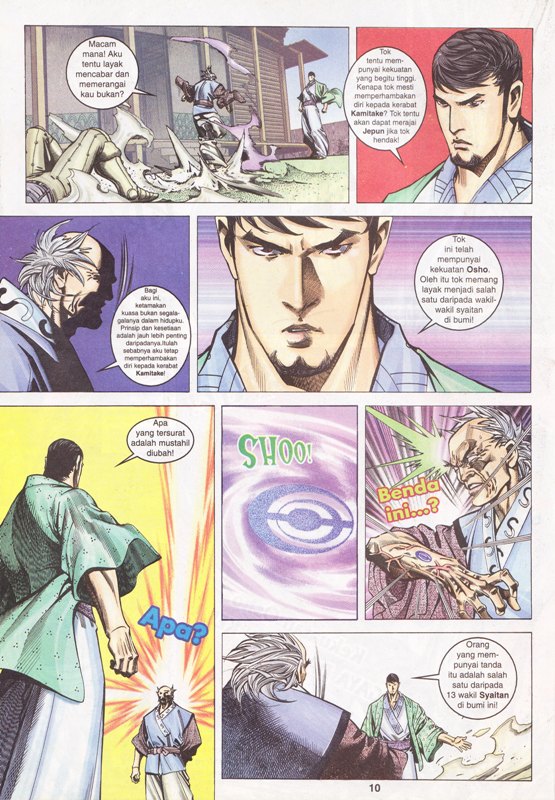 Macam
mana! Aku
tentu layak
mencabar dan
memerangai
kau bukan?
Tok
tentu mem-
punyai kekuatan
yang begitu tinggi.
Kenapa tok mesti
memperhambakan
diri kepada kerabat
Kamitake? Tok tentu
akan dapat merajai
Jepun jika tok
hendak!
Bagi
aku ini,
ketamakan
kuasa bukan segala-
galanya dalam hidupku.
Prinsip dan kesetiaan
adalah jauh lebih penting
daripadanya.Itulah
sebabnya aku tetap
memperhambakan
diri kepada kerabat
Kamitake!
Tok
ini telah
mempunyai
kekuatan Osho.
Oleh itu tok memang
layak menjadi salah
satu daripada wakil-
wakil syaitan
di bumi!
Apa
yang tersurat
adalah mustahil
diubah!
Apa?
SHOO!
Benda
ini...?
Orang
yang mem-
punyai tanda
itu adalah salah
satu daripada
13 wakil Syaitan
di bumi ini!
10